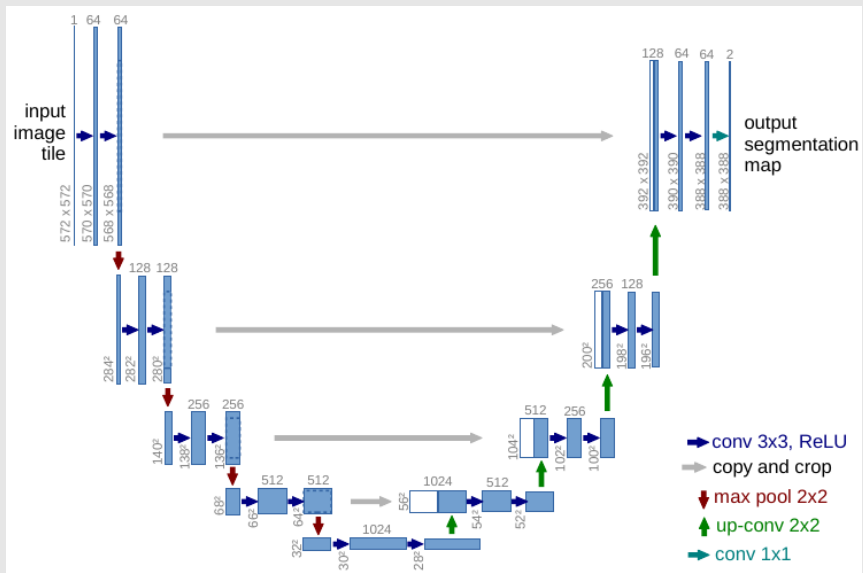 1 64 64
input
image
tile
572 x 572
570 x 570
568 x 568
128 64 64 2
output
segmentation
map
392 x 392
390 x 390
388 x 388
388 x 388
128 128
284²
282²
280²
256 128
200²
198²
196²
256 256
140²
138²
136²
512 256
104²
102²
100²
512 512
68²
66²
64²
1024 512
56²
54²
52²
1024
32²
30²
28²
conv 3x3, ReLU
copy and crop
max pool 2x2
up-conv 2x2
conv 1x1